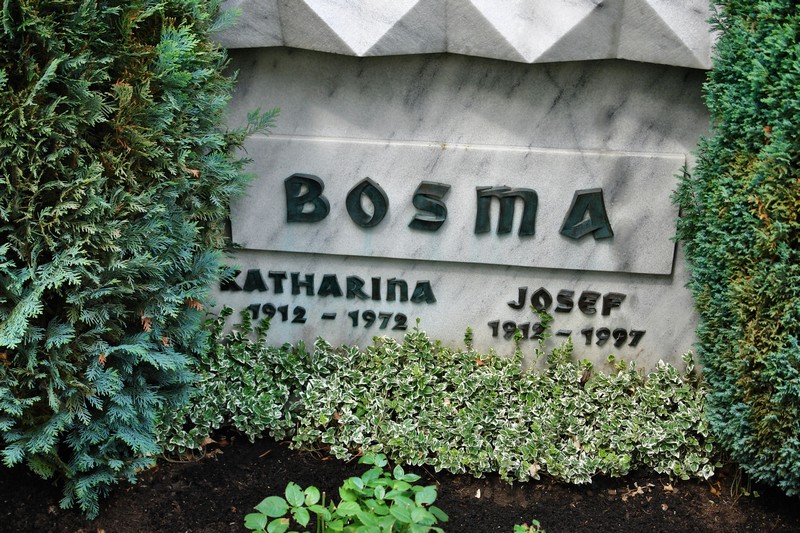 BOSMA
KATHARINA
1912 - 1972
JOSEF
1912 - 1997